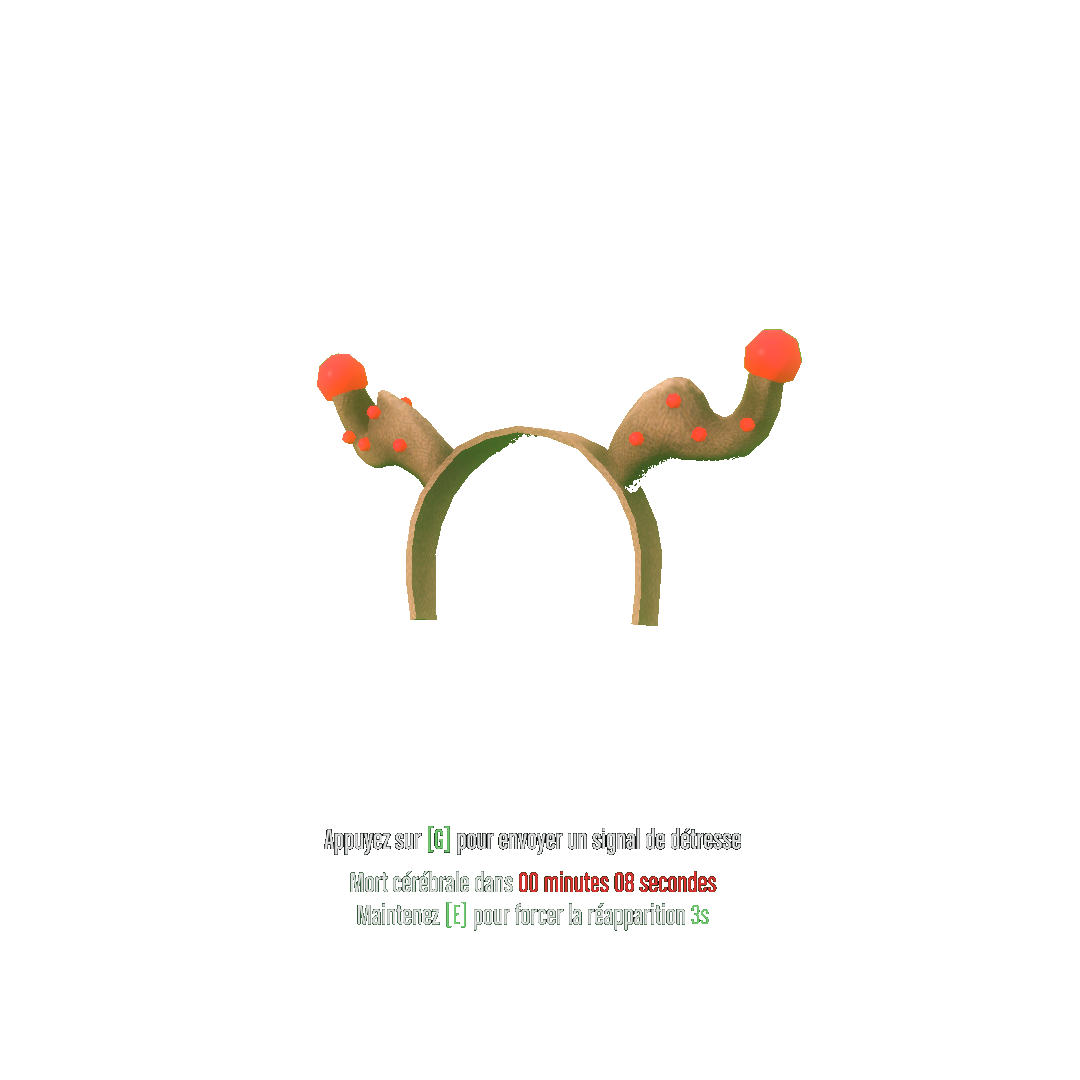 Appuyez sur [G] pour envoyer un signal de détresse
Mort cérébrale dans 00 minutes 08 secondes
Maintenez [E] pour forcer la réapparition 3s